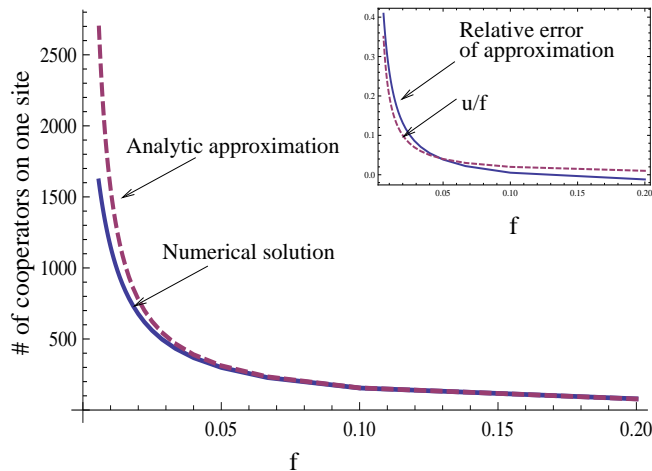 # of cooperators on one site
2500
2000
1500
1000
500
Analytic approximation
Numerical solution
0.05
0.10
0.15
0.20
f
0.4
0.3
0.2
0.1
0.0
Relative error
of approximation
u/f
0.05
0.10
0.15
0.20
f